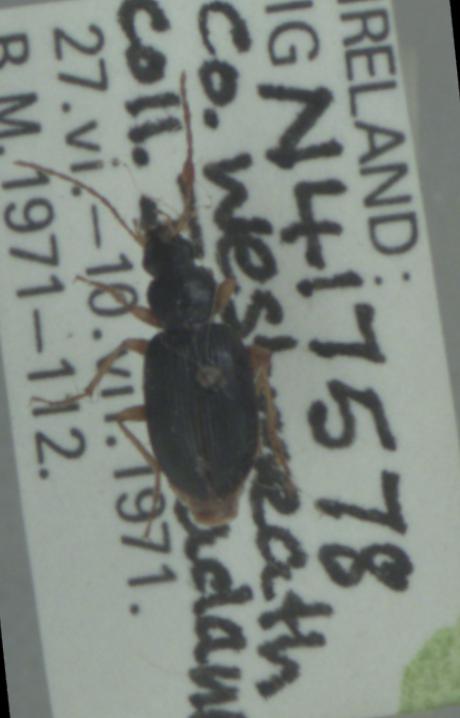 IRELAND:
IG N417578
Co. Westmeath
Coll.
27.vi.–10.vii.1971.
B.M.1971–112.